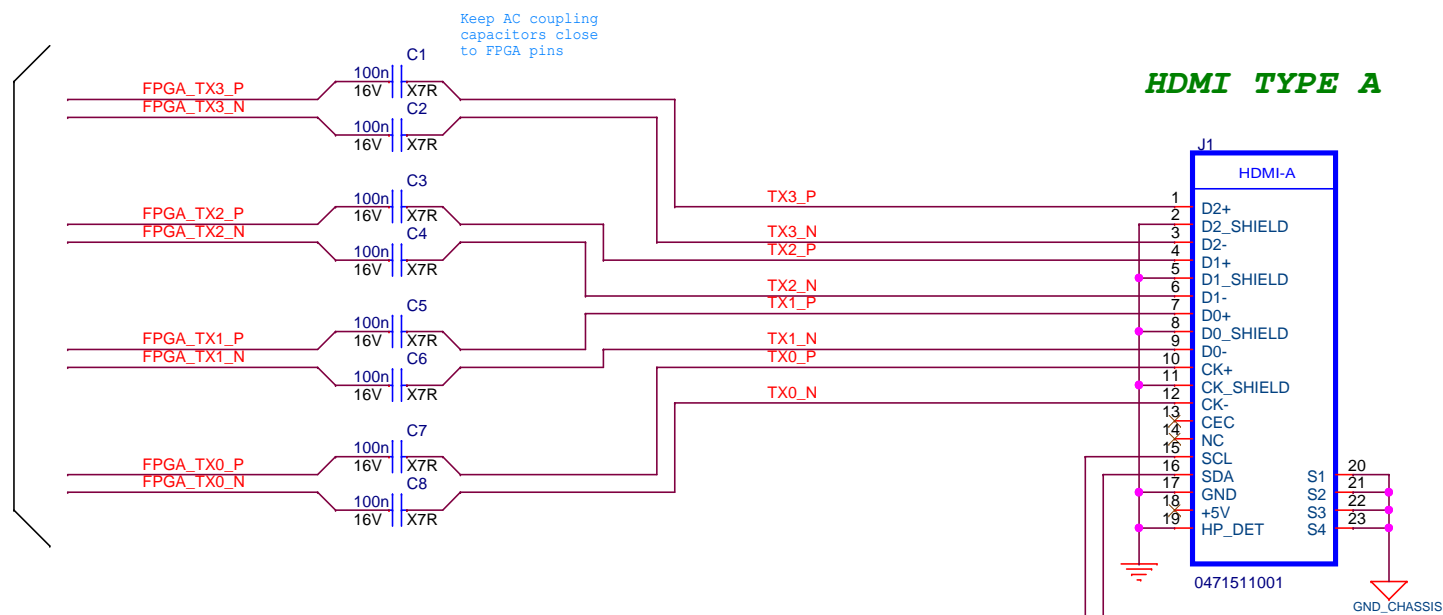 Keep AC coupling
capacitors close
to FPGA pins
HDMI TYPE A
C1
100n
16V X7R
FPGA_TX3_P
FPGA_TX3_N
C2
100n
16V X7R
C3
100n
16V X7R
FPGA_TX2_P
FPGA_TX2_N
C4
100n
16V X7R
C5
100n
16V X7R
FPGA_TX1_P
FPGA_TX1_N
C6
100n
16V X7R
C7
100n
16V X7R
FPGA_TX0_P
FPGA_TX0_N
C8
100n
16V X7R
TX3_P
TX3_N
TX2_P
TX2_N
TX1_P
TX1_N
TX0_P
TX0_N
J1
HDMI-A
1 D2+
2 D2_SHIELD
3 D2-
4 D1+
5 D1_SHIELD
6 D1-
7 D0+
8 D0_SHIELD
9 D0-
10 CK+
11 CK_SHIELD
12 CK-
13 CEC
14 NC
15 SCL
16 SDA
17 GND
18 +5V
19 HP_DET
S1 20
S2 21
S3 22
S4 23
0471511001
GND_CHASSIS